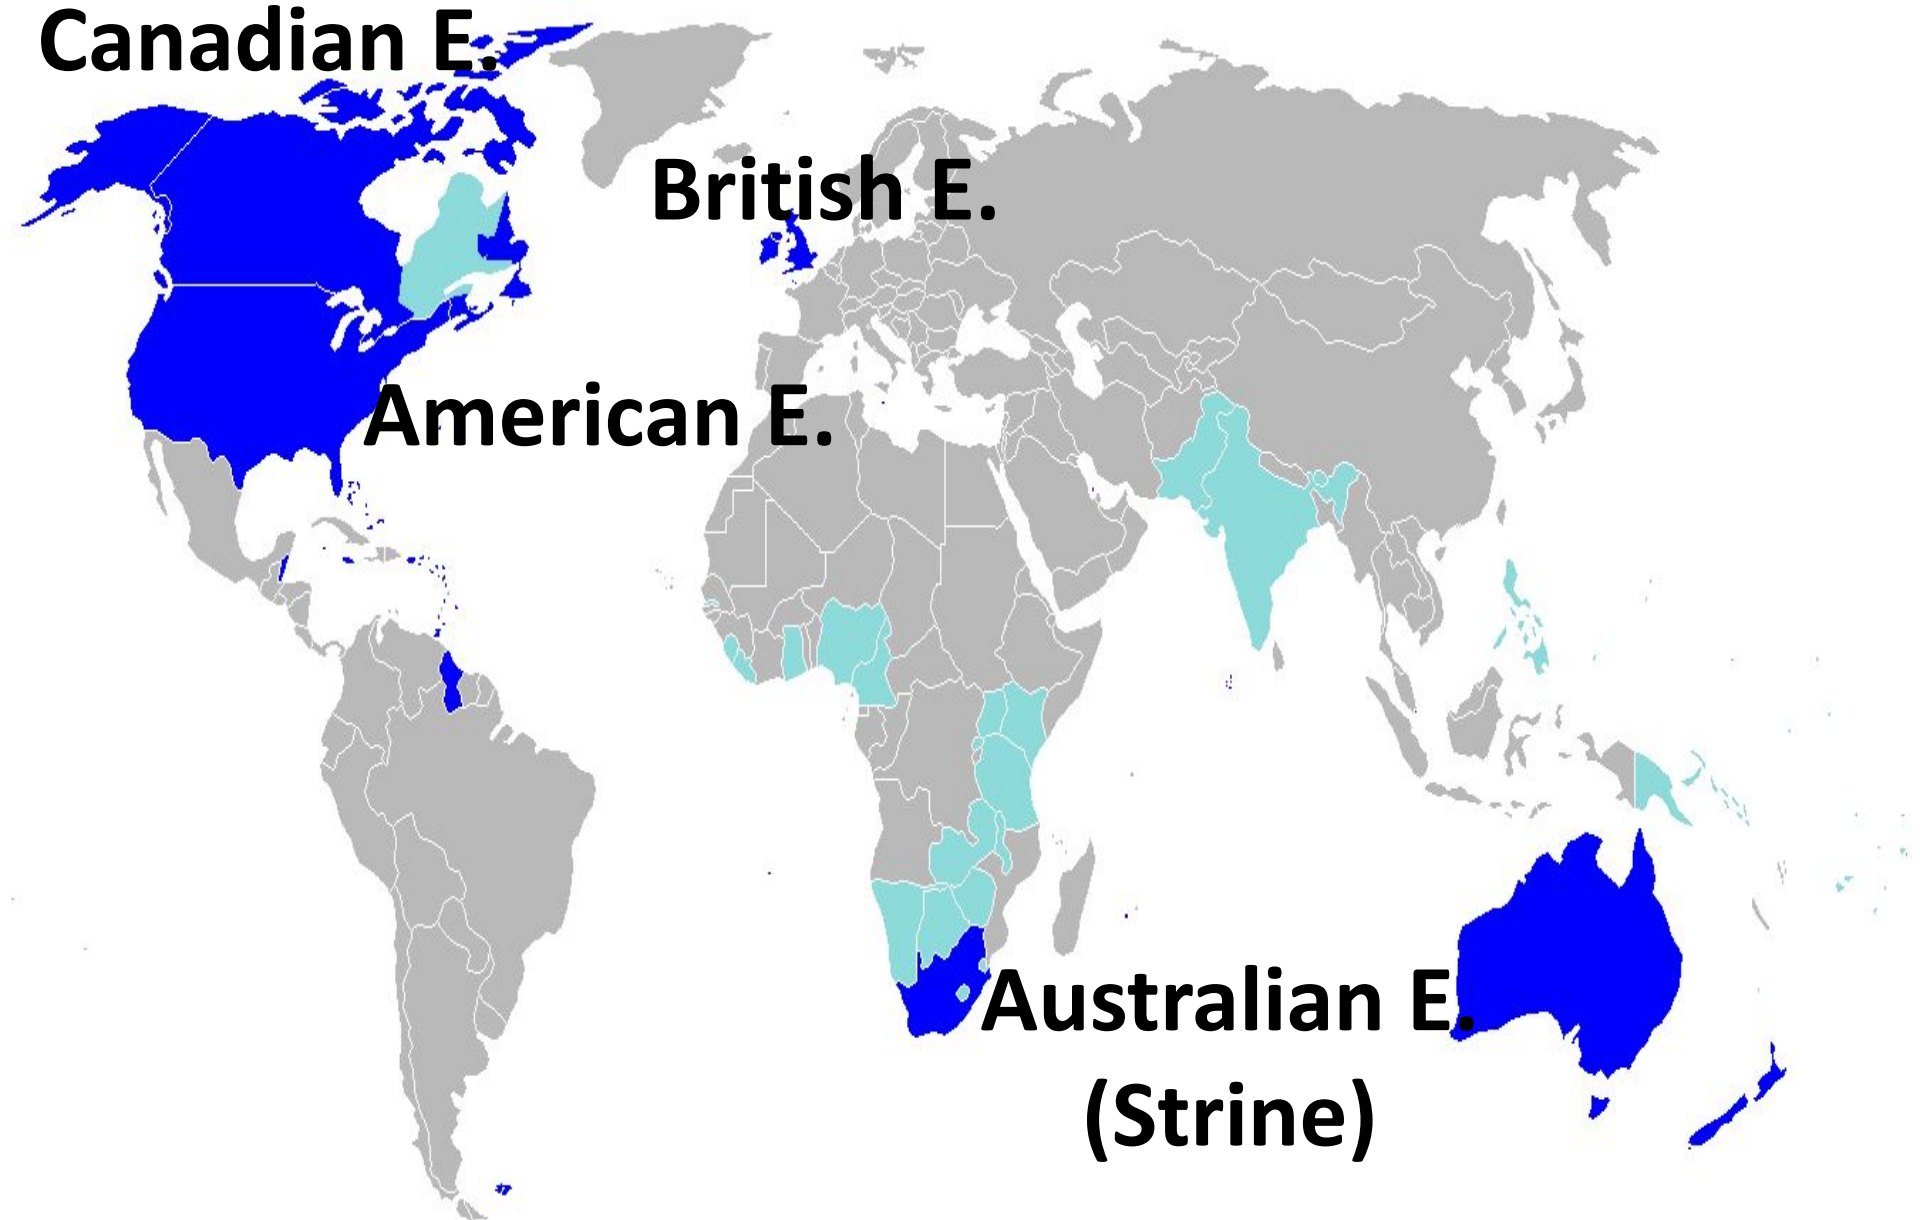 Canadian E.
British E.
American E.
Australian E.
(Strine)